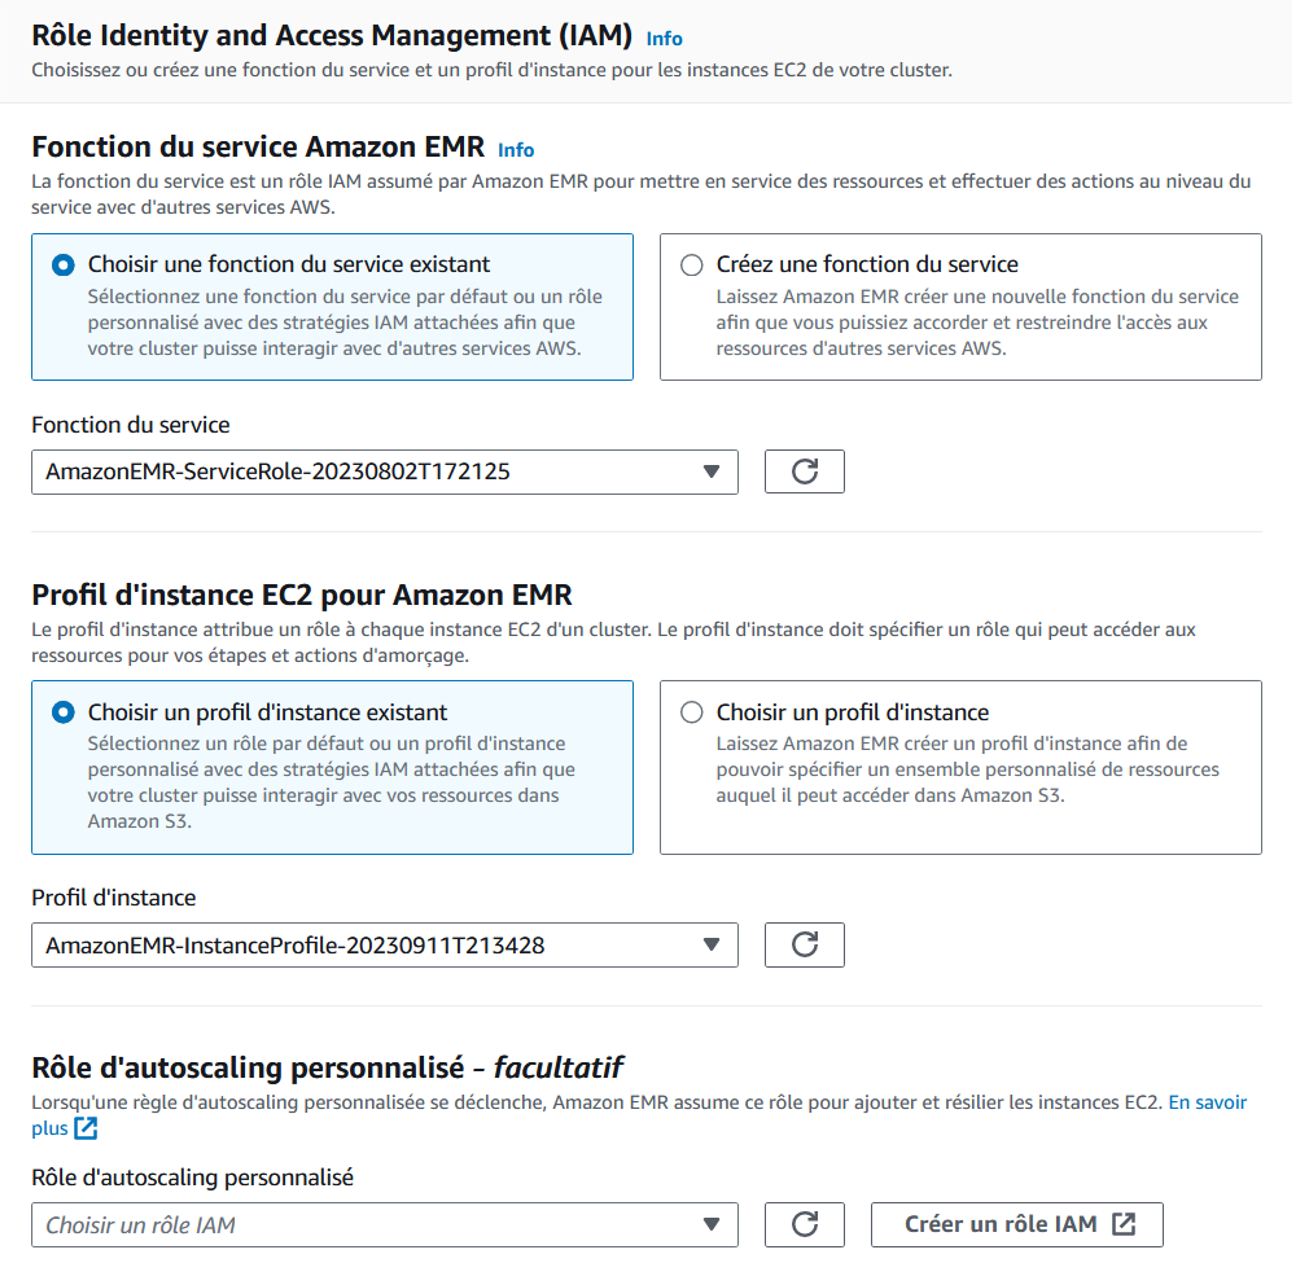 Rôle Identity and Access Management (IAM) Info
Choisissez ou créez une fonction du service et un profil d'instance pour les instances EC2 de votre cluster.
Fonction du service Amazon EMR Info
La fonction du service est un rôle IAM assumé par Amazon EMR pour mettre en service des ressources et effectuer des actions au niveau du
service avec d'autres services AWS.
Choisir une fonction du service existant
Sélectionnez une fonction du service par défaut ou un rôle
personnalisé avec des stratégies IAM attachées afin que
votre cluster puisse interagir avec d'autres services AWS.
Créez une fonction du service
Laissez Amazon EMR créer une nouvelle fonction du service
afin que vous puissiez accorder et restreindre l'accès aux
ressources d'autres services AWS.
Fonction du service
AmazonEMR-ServiceRole-20230802T172125
Profil d'instance EC2 pour Amazon EMR
Le profil d'instance attribue un rôle à chaque instance EC2 d'un cluster. Le profil d'instance doit spécifier un rôle qui peut accéder aux
ressources pour vos étapes et actions d'amorçage.
Choisir un profil d'instance existant
Sélectionnez un rôle par défaut ou un profil d'instance
personnalisé avec des stratégies IAM attachées afin que
votre cluster puisse interagir avec vos ressources dans
Amazon S3.
Choisir un profil d'instance
Laissez Amazon EMR créer un profil d'instance afin de
pouvoir spécifier un ensemble personnalisé de ressources
auquel il peut accéder dans Amazon S3.
Profil d'instance
AmazonEMR-InstanceProfile-20230911T213428
Rôle d'autoscaling personnalisé - facultatif
Lorsqu'une règle d'autoscaling personnalisée se déclenche, Amazon EMR assume ce rôle pour ajouter et résilier les instances EC2. En savoir
plus
Rôle d'autoscaling personnalisé
Choisir un rôle IAM
Créer un rôle IAM